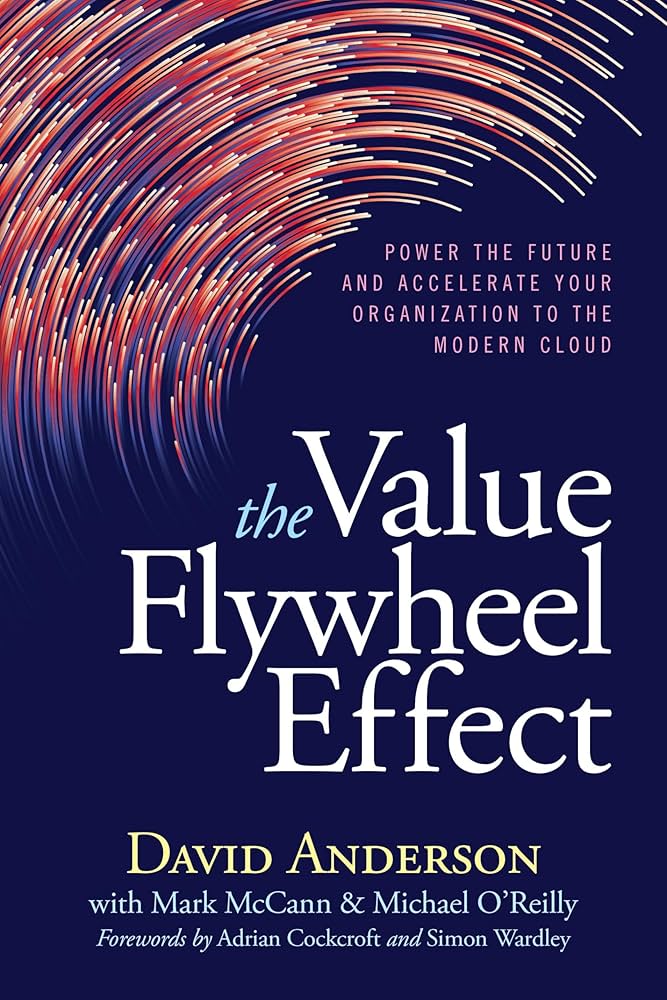 POWER THE FUTURE
AND ACCELERATE YOUR
ORGANIZATION TO THE
MODERN CLOUD
the Value
Flywheel
Effect
DAVID ANDERSON
with Mark McCann & Michael O’Reilly
Forewords by Adrian Cockcroft and Simon Wardley